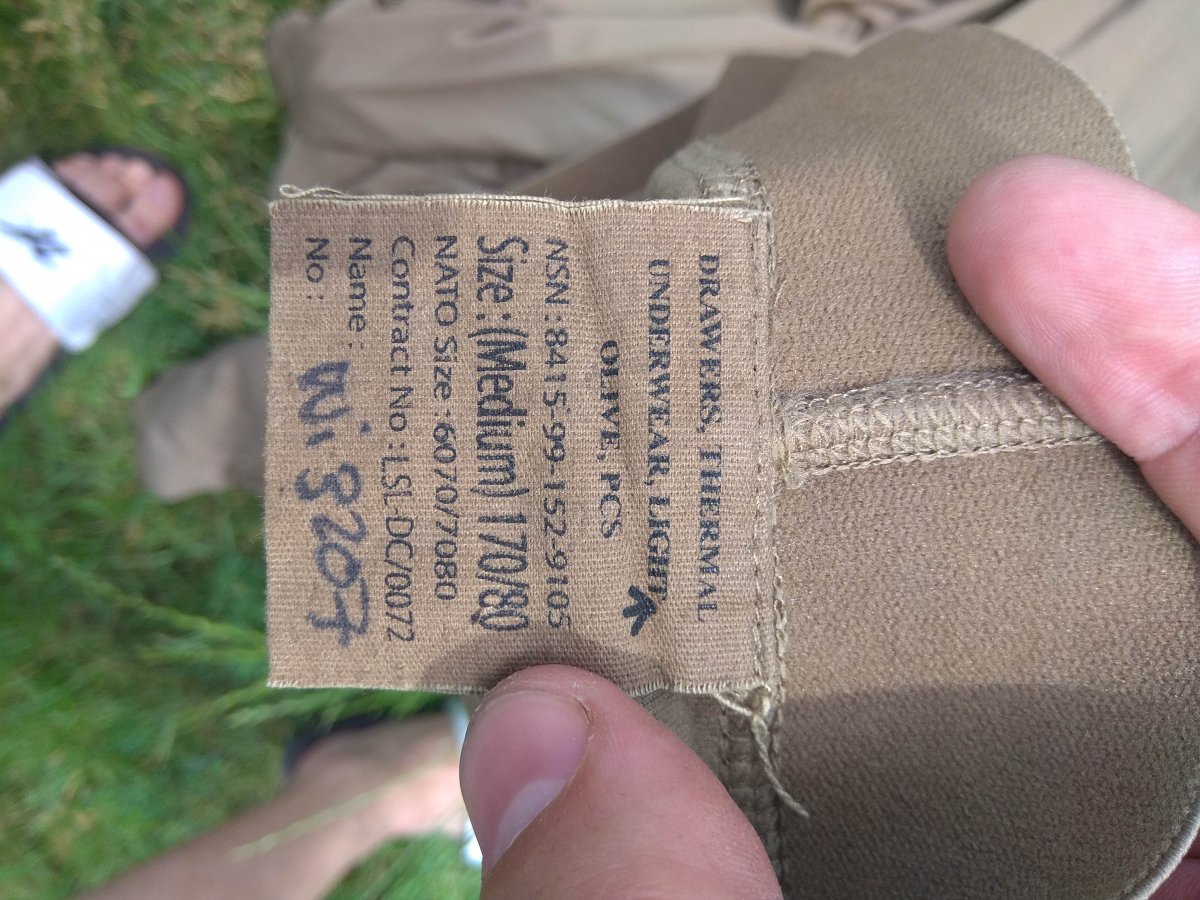 DRAWERS, THERMAL
UNDERWEAR, LIGHT
OLIVE, PCS
NSN : 8415-99-152-9105
Size : (Medium) 170/80
NATO Size : 6070/7080
Contract No : LSL-DC/0072
Name :
No :
Wi 3207